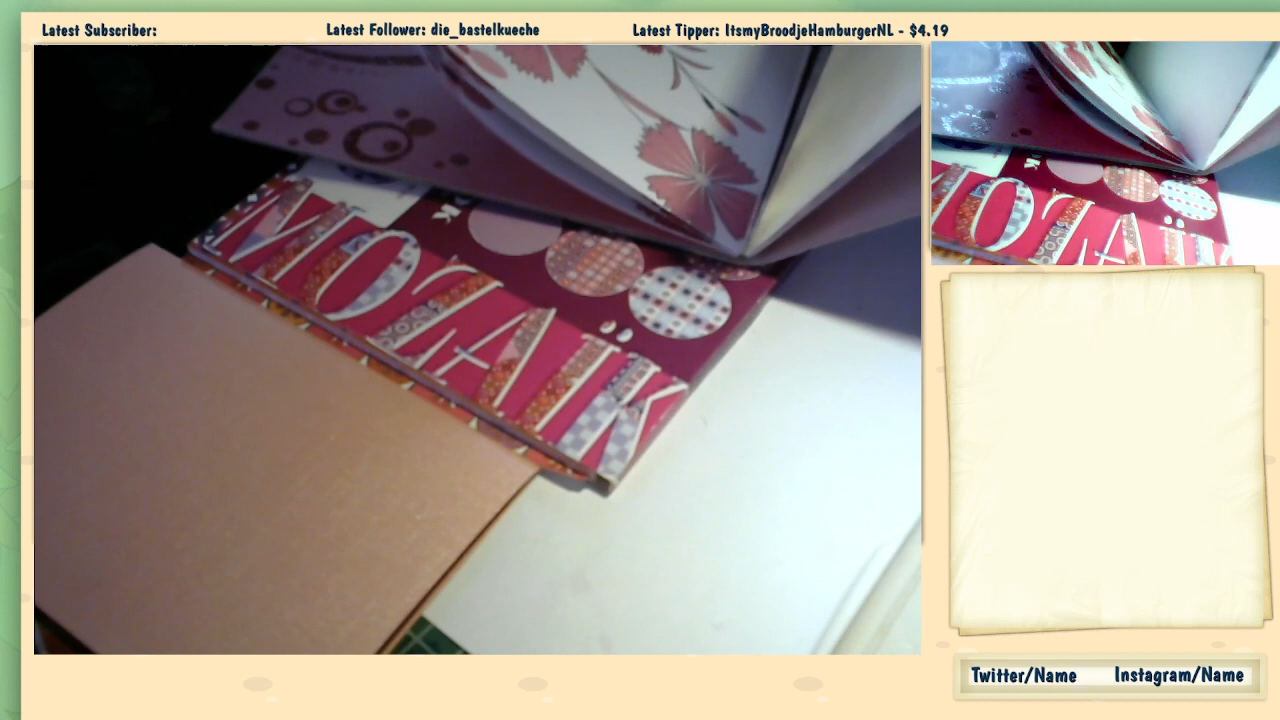 Latest Subscriber:
Latest Follower: die_bastelkueche
Latest Tipper: ItsmyBroodjeHamburgerNL - $4.19
MOZAIK
Twitter/Name
Instagram/Name